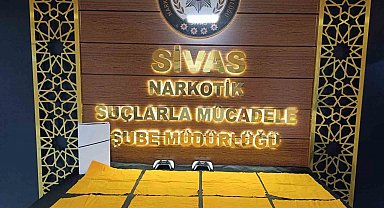 SİVAS
NARKOTİK
SUÇLARLA MÜCADELE
ŞUBE MÜDÜRLÜĞÜ